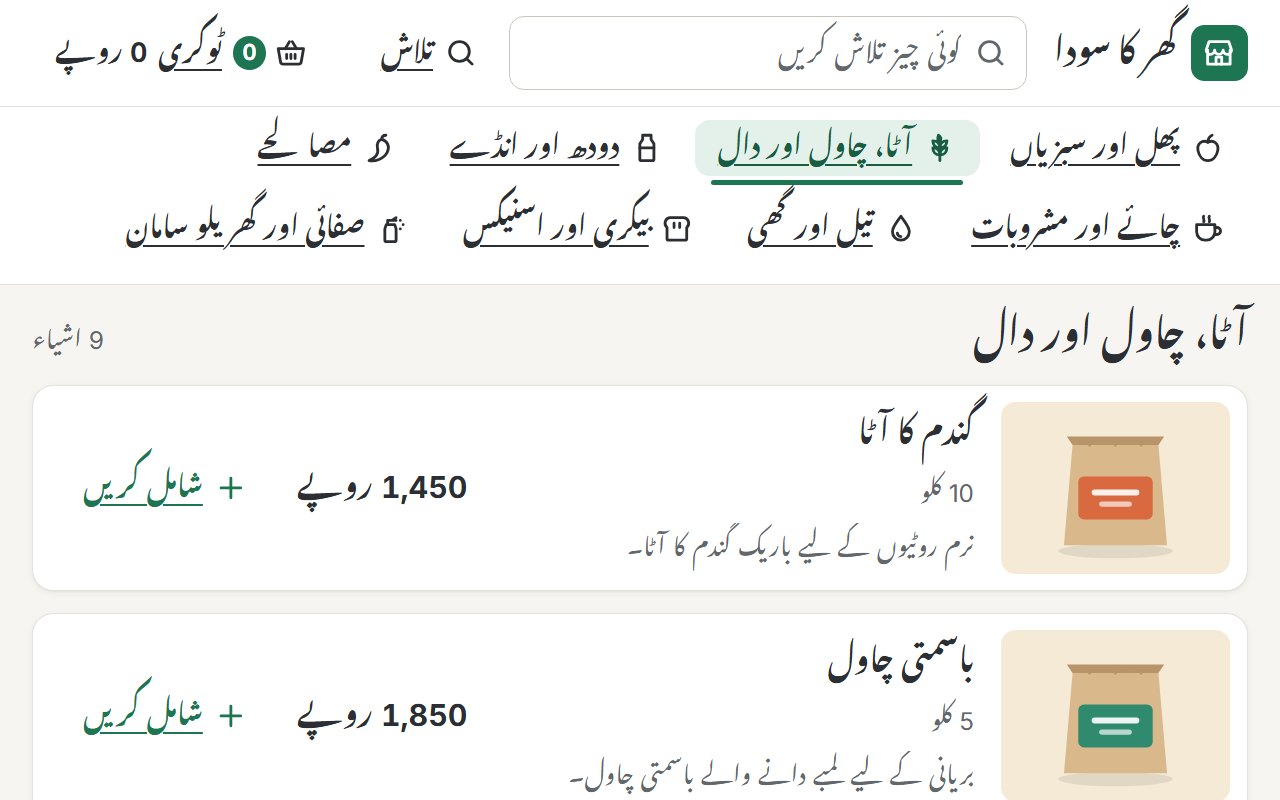 گھر کا سودا
کوئی چیز تلاش کریں
تلاش
0 ٹوکری 0 روپے
پھل اور سبزیاں
آٹا، چاول اور دال
دودھ اور انڈے
مصالحے
چائے اور مشروبات
تیل اور گھی
بیکری اور اسنیکس
صفائی اور گھریلو سامان
آٹا، چاول اور دال
9 اشیاء
گندم کا آٹا
10 کلو
نرم روٹیوں کے لیے باریک گندم کا آٹا۔
1,450 روپے
شامل کریں
باسمتی چاول
5 کلو
بریانی کے لیے لمبے دانے والے باسمتی چاول۔
1,850 روپے
شامل کریں